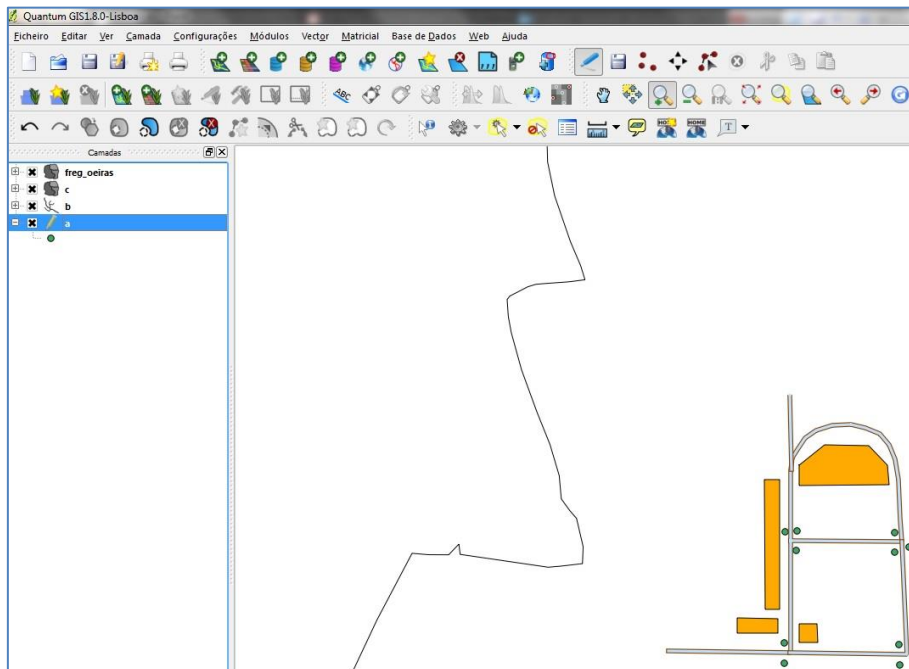 Quantum GIS1.8.0-Lisboa
Ficheiro Editar Ver Camada Configurações Módulos Vector Matricial Base de Dados Web Ajuda
ABC
T
Camadas
freg_oeiras
c
b
a